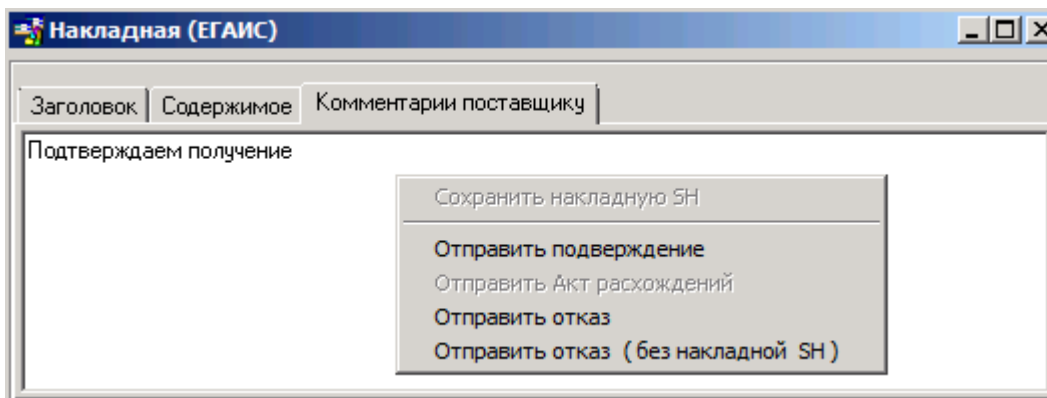 Накладная (ЕГАИС)
Заголовок Содержимое Комментарии поставщику
Подтверждаем получение
Сохранить накладную SH
Отправить подверждение
Отправить Акт расхождений
Отправить отказ
Отправить отказ ( без накладной SH )